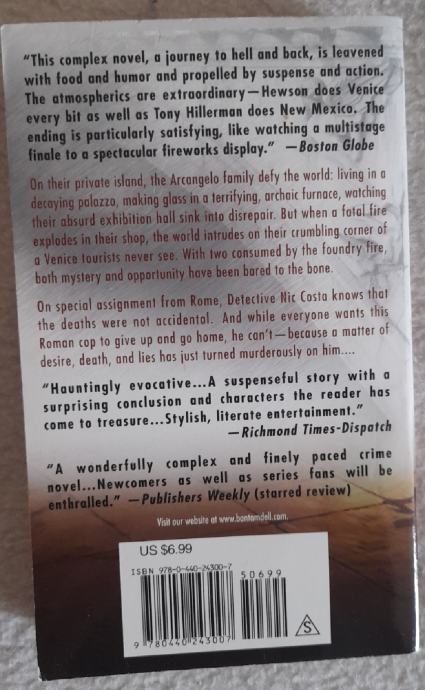 “This complex novel, a journey to hell and back, is leavened
with food and humor and propelled by suspense and action.
The atmospherics are extraordinary—Hewson does Venice
every bit as well as Tony Hillerman does New Mexico. The
ending is particularly satisfying, like watching a multistage
finale to a spectacular fireworks display.” —Boston Globe
On their private island, the Arcangelo family defy the world: living in a
decaying palazzo, making glass in a terrifying, archaic furnace, watching
their absurd exhibition hall sink into disrepair. But when a fatal fire
explodes in their shop, the world intrudes on their crumbling corner of
a Venice tourists never see. With two consumed by the foundry fire,
both mystery and opportunity have been bared to the bone.
On special assignment from Rome, Detective Nic Costa knows that
the deaths were not accidental. And while everyone wants this
Roman cop to give up and go home, he can't—because a matter of
desire, death, and lies has just turned murderously on him....
“Hauntingly evocative...A suspenseful story with a
surprising conclusion and characters the reader has
come to treasure...Stylish, literate entertainment.”
—Richmond Times-Dispatch
“A wonderfully complex and finely paced crime
novel...Newcomers as well as series fans will be
enthralled.” —Publishers Weekly (starred review)
Visit our website at www.bantamdell.com.
US $6.99
ISBN 978-0-440-24300-7
50699
9 780440 243007
S